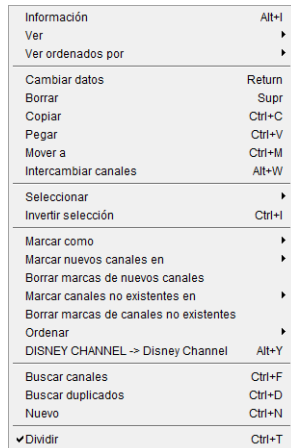 Información Alt+I
Ver
Ver ordenados por
Cambiar datos Return
Borrar Supr
Copiar Ctrl+C
Pegar Ctrl+V
Mover a Ctrl+M
Intercambiar canales Alt+W
Seleccionar
Invertir selección Ctrl+I
Marcar como
Marcar nuevos canales en
Borrar marcas de nuevos canales
Marcar canales no existentes en
Borrar marcas de canales no existentes
Ordenar
DISNEY CHANNEL -> Disney Channel Alt+Y
Buscar canales Ctrl+F
Buscar duplicados Ctrl+D
Nuevo Ctrl+N
Dividir Ctrl+T